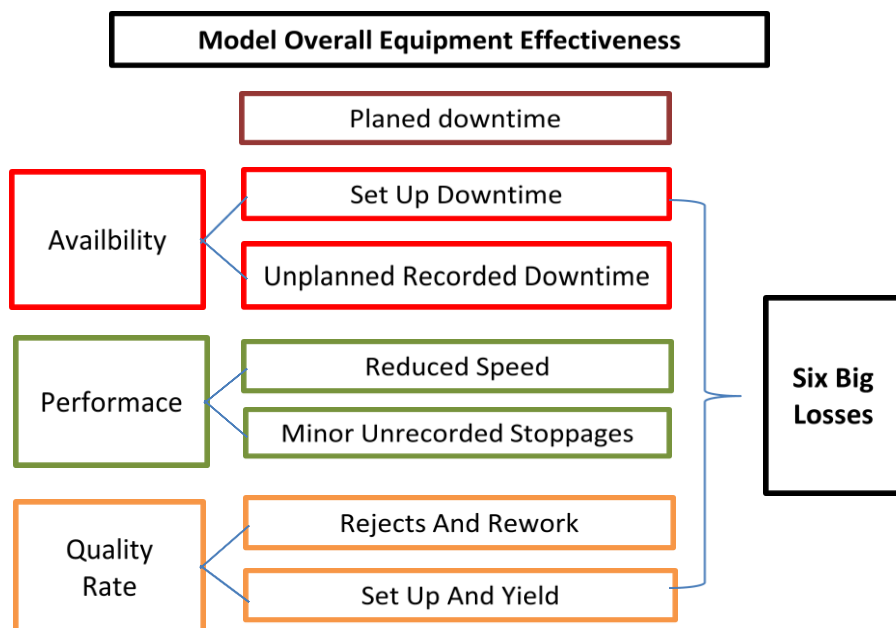 Model Overall Equipment Effectiveness
Planed downtime
Availbility
Set Up Downtime
Unplanned Recorded Downtime
Performace
Reduced Speed
Minor Unrecorded Stoppages
Quality
Rate
Rejects And Rework
Set Up And Yield
Six Big
Losses